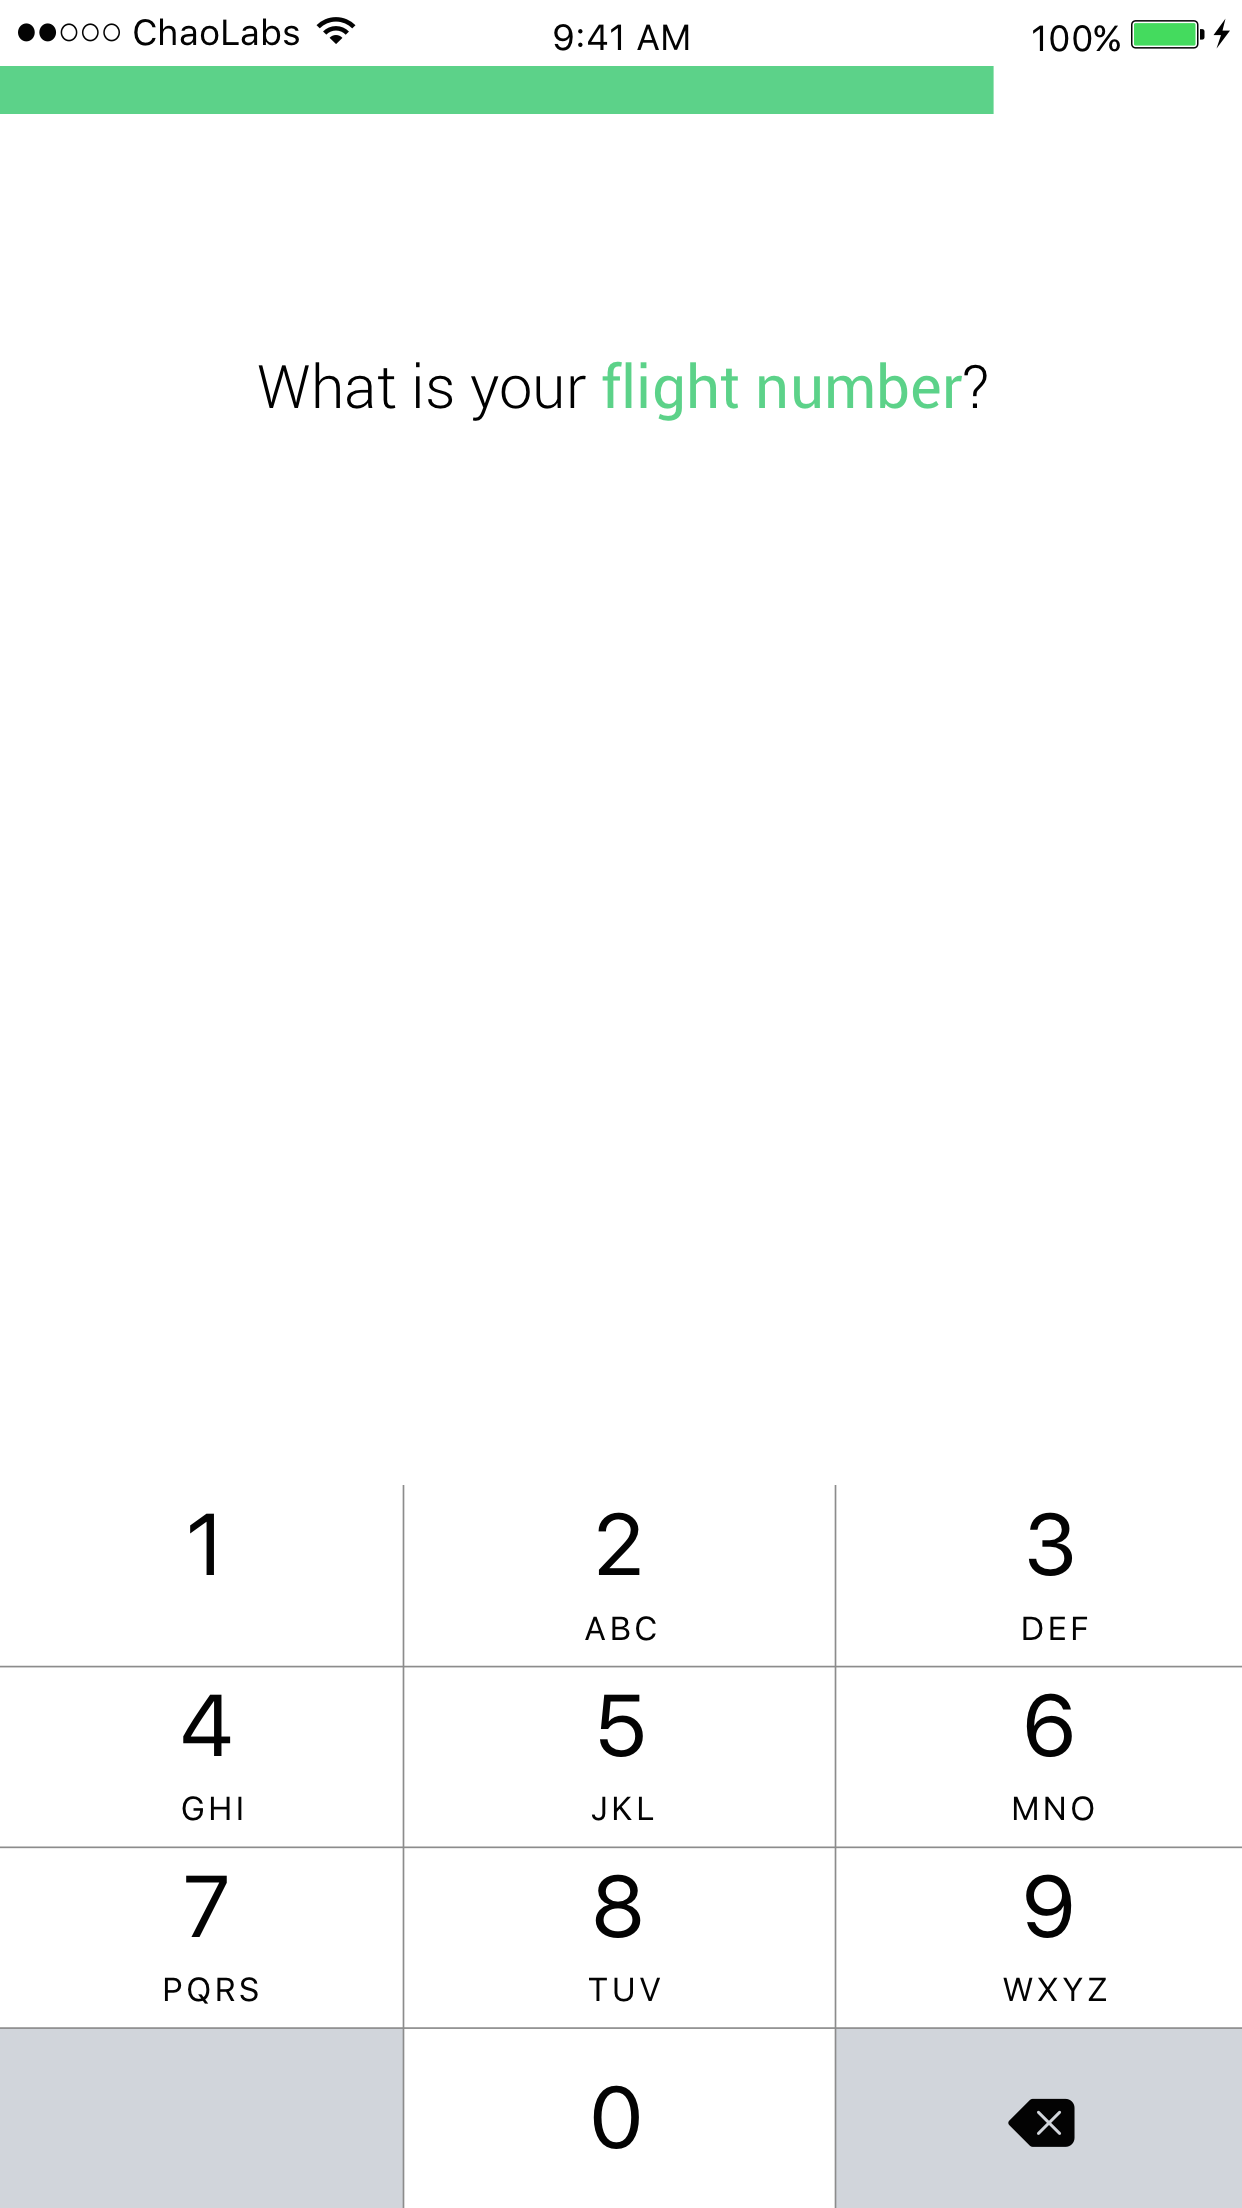 ChaoLabs 9:41 AM 100%
What is your flight number?
1 2 3
ABC DEF
4 5 6
GHI JKL MNO
7 8 9
PQRS TUV WXYZ
0